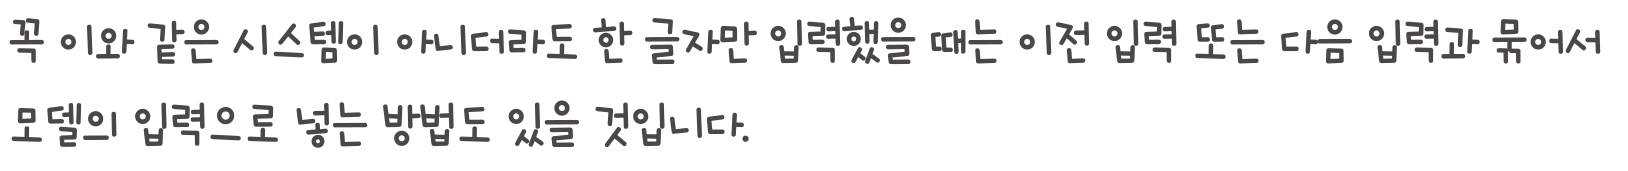 꼭 이와 같은 시스템이 아니더라도 한 글자만 입력했을 때는 이전 입력 또는 다음 입력과 묶어서
모델의 입력으로 넣는 방법도 있을 것입니다.